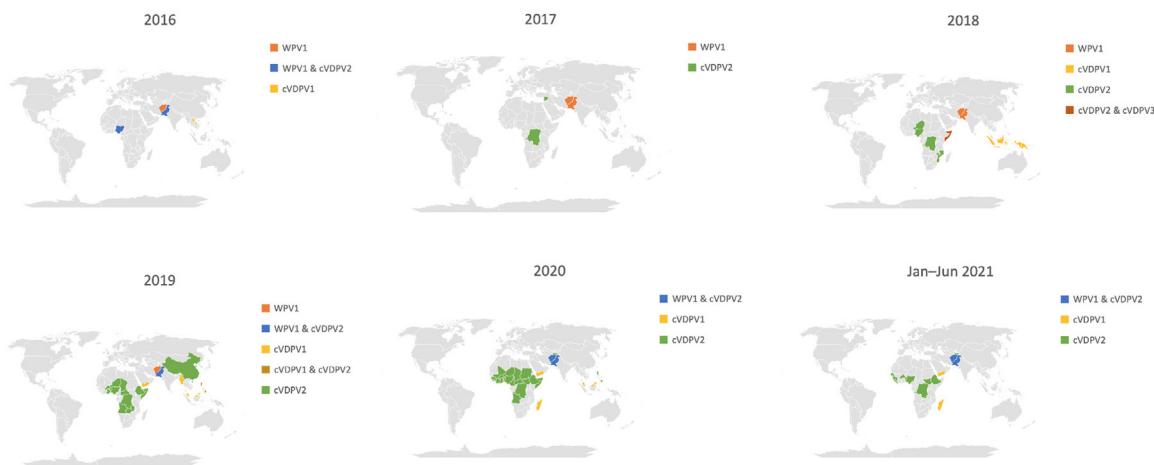 2016
WPV1
WPV1 & cVDPV2
cVDPV1
2017
WPV1
cVDPV2
2018
WPV1
cVDPV1
cVDPV2
cVDPV2 & cVDPV3
2019
WPV1
WPV1 & cVDPV2
cVDPV1
cVDPV1 & cVDPV2
cVDPV2
2020
WPV1 & cVDPV2
cVDPV1
cVDPV2
Jan–Jun 2021
WPV1 & cVDPV2
cVDPV1
cVDPV2